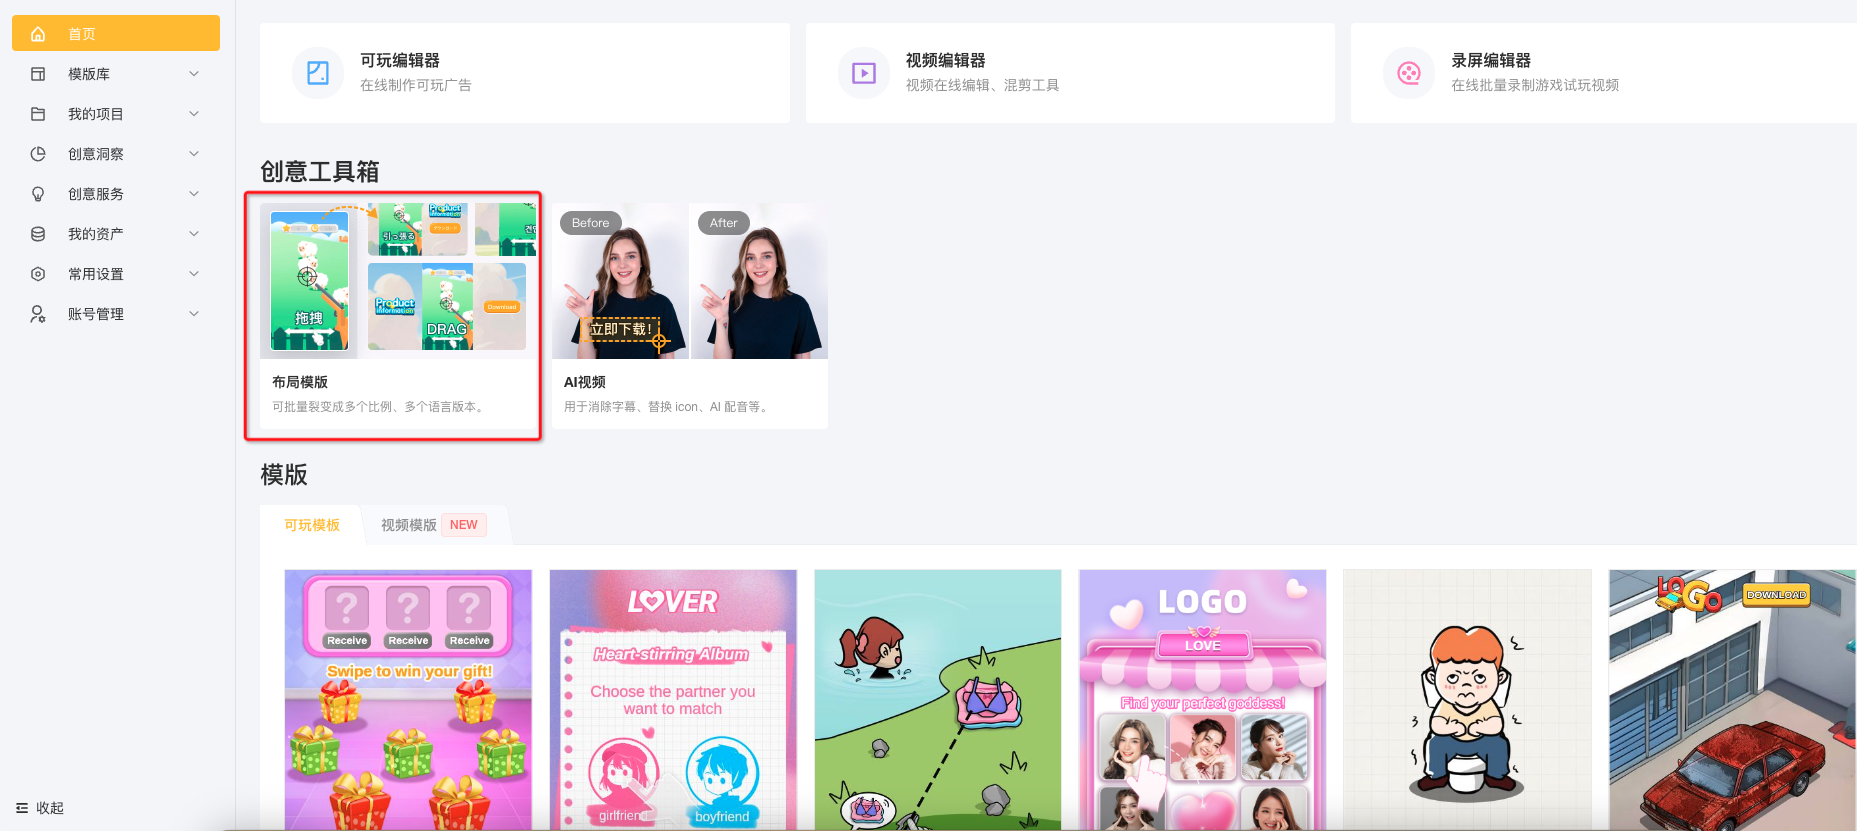 首页
模版库
我的项目
创意洞察
创意服务
我的资产
常用设置
账号管理
收起
可玩编辑器
在线制作可玩广告
视频编辑器
视频在线编辑、混剪工具
录屏编辑器
在线批量录制游戏试玩视频
创意工具箱
拖拽
Product
Information
引っ張る
ダウンロード
Product
Information
DRAG
Download
布局模版
可批量裂变成多个比例、多个语言版本。
Before
After
立即下载!
AI视频
用于消除字幕、替换 icon、AI 配音等。
模版
可玩模板
视频模版
NEW
? ? ?
Receive Receive Receive
Swipe to win your gift!
LOVER
Heart-stirring Album
Choose the partner you
want to match
girlfriend boyfriend
LOGO
LOVE
Find your perfect goddess!
LOGO
DOWNLOAD